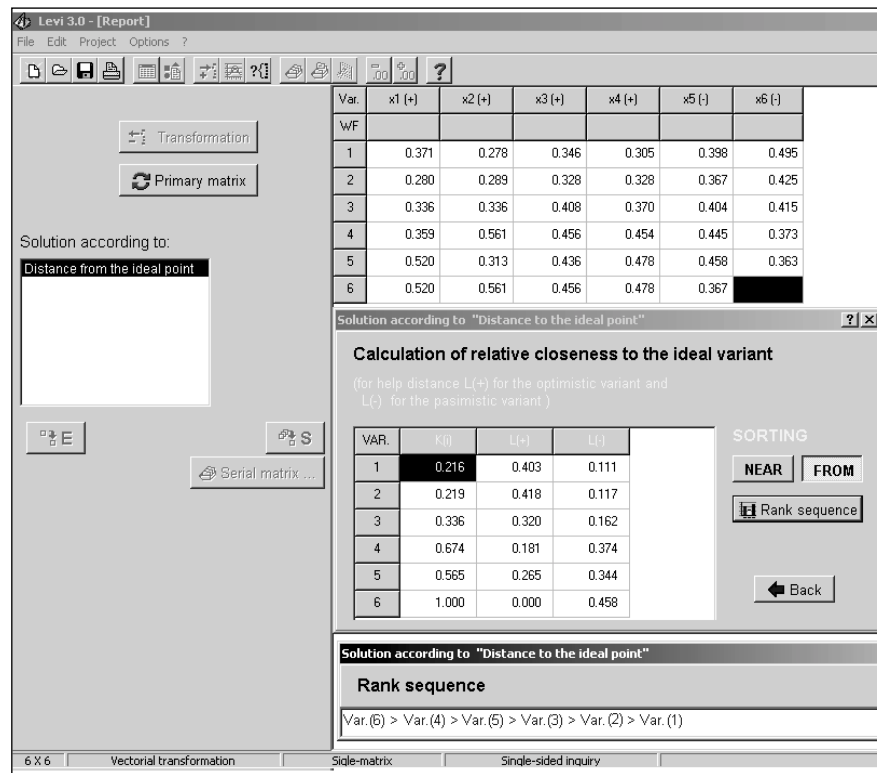 Levi 3.0 - [Report]
File Edit Project Options ?
Var. x1 (+) x2 (+) x3 (+) x4 (+) x5 (-) x6 (-)
WF
1 0.371 0.278 0.346 0.305 0.398 0.495
2 0.280 0.289 0.328 0.328 0.367 0.425
3 0.336 0.336 0.408 0.370 0.404 0.415
4 0.359 0.561 0.456 0.454 0.445 0.373
5 0.520 0.313 0.436 0.478 0.458 0.363
6 0.520 0.561 0.456 0.478 0.367
Transformation
Primary matrix
Solution according to:
Distance from the ideal point
E
S
Serial matrix ...
Solution according to "Distance to the ideal point"
Calculation of relative closeness to the ideal variant
(for help distance L(+) for the optimistic variant and
L(-) for the pasimistic variant )
VAR. K(i) L(+) L(-)
1 0.216 0.403 0.111
2 0.219 0.418 0.117
3 0.336 0.320 0.162
4 0.674 0.181 0.374
5 0.565 0.265 0.344
6 1.000 0.000 0.458
SORTING
NEAR FROM
Rank sequence
Back
Solution according to "Distance to the ideal point"
Rank sequence
Var.(6) > Var.(4) > Var.(5) > Var.(3) > Var.(2) > Var.(1)
6 X 6 Vectorial transformation Sigle-matrix Single-sided inquiry